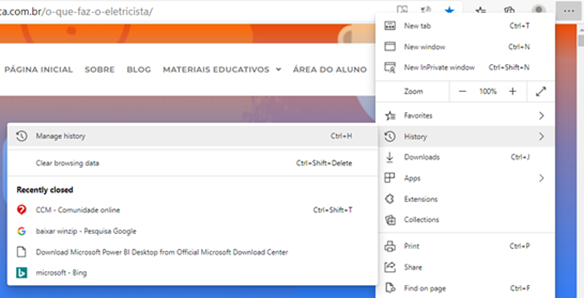 ca.com.br/o-que-faz-o-eletricista/
PÁGINA INICIAL SOBRE BLOG MATERIAIS EDUCATIVOS ÁREA DO ALUNO
New tab Ctrl+T
New window Ctrl+N
New InPrivate window Ctrl+Shift+N
Zoom — 100% +
Favorites
History
Downloads Ctrl+J
Apps
Extensions
Collections
Print Ctrl+P
Share
Find on page Ctrl+F
Manage history Ctrl+H
Clear browsing data Ctrl+Shift+Delete
Recently closed
CCM - Comunidade online Ctrl+Shift+T
baixar winzip - Pesquisa Google
Download Microsoft Power BI Desktop from Official Microsoft Download Center
microsoft - Bing